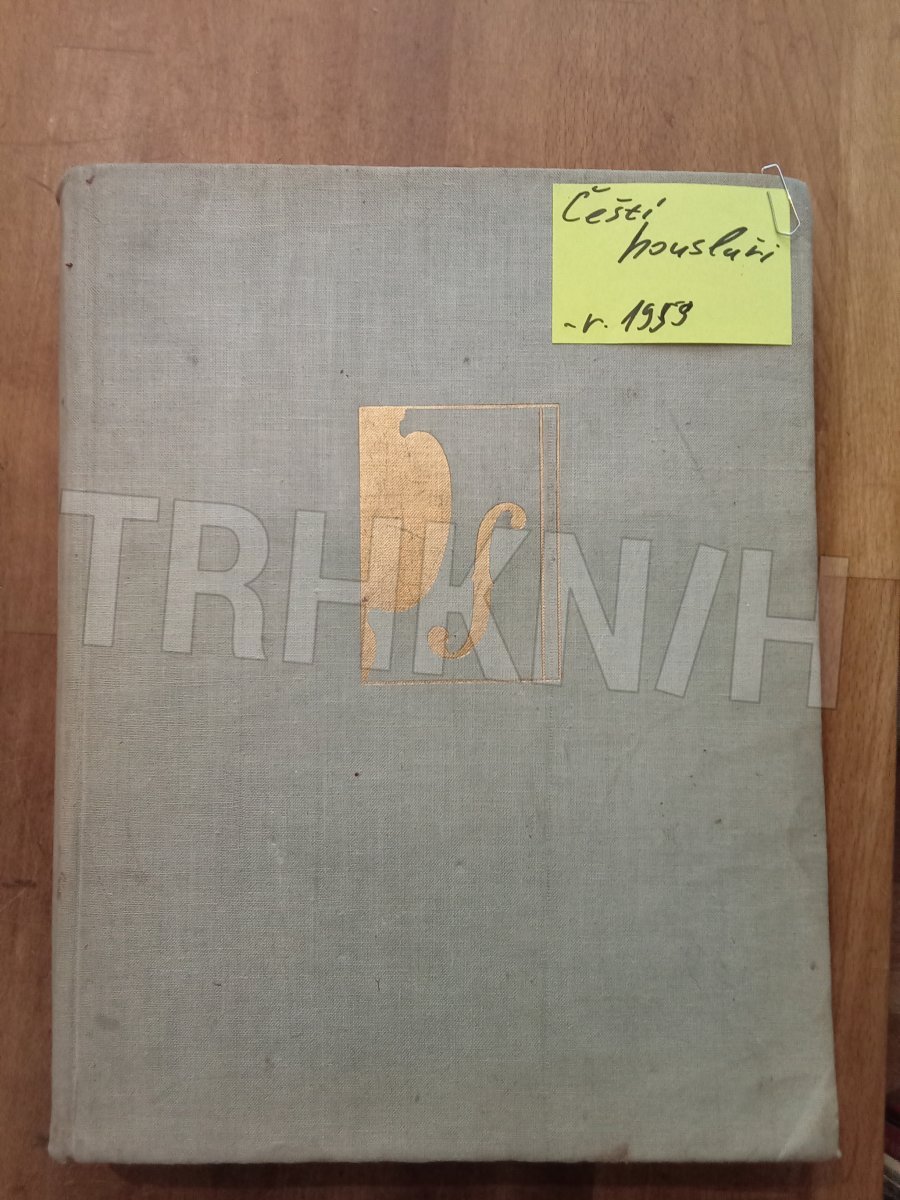 Čeští
houslaři
-r. 1959
TRHKNIH